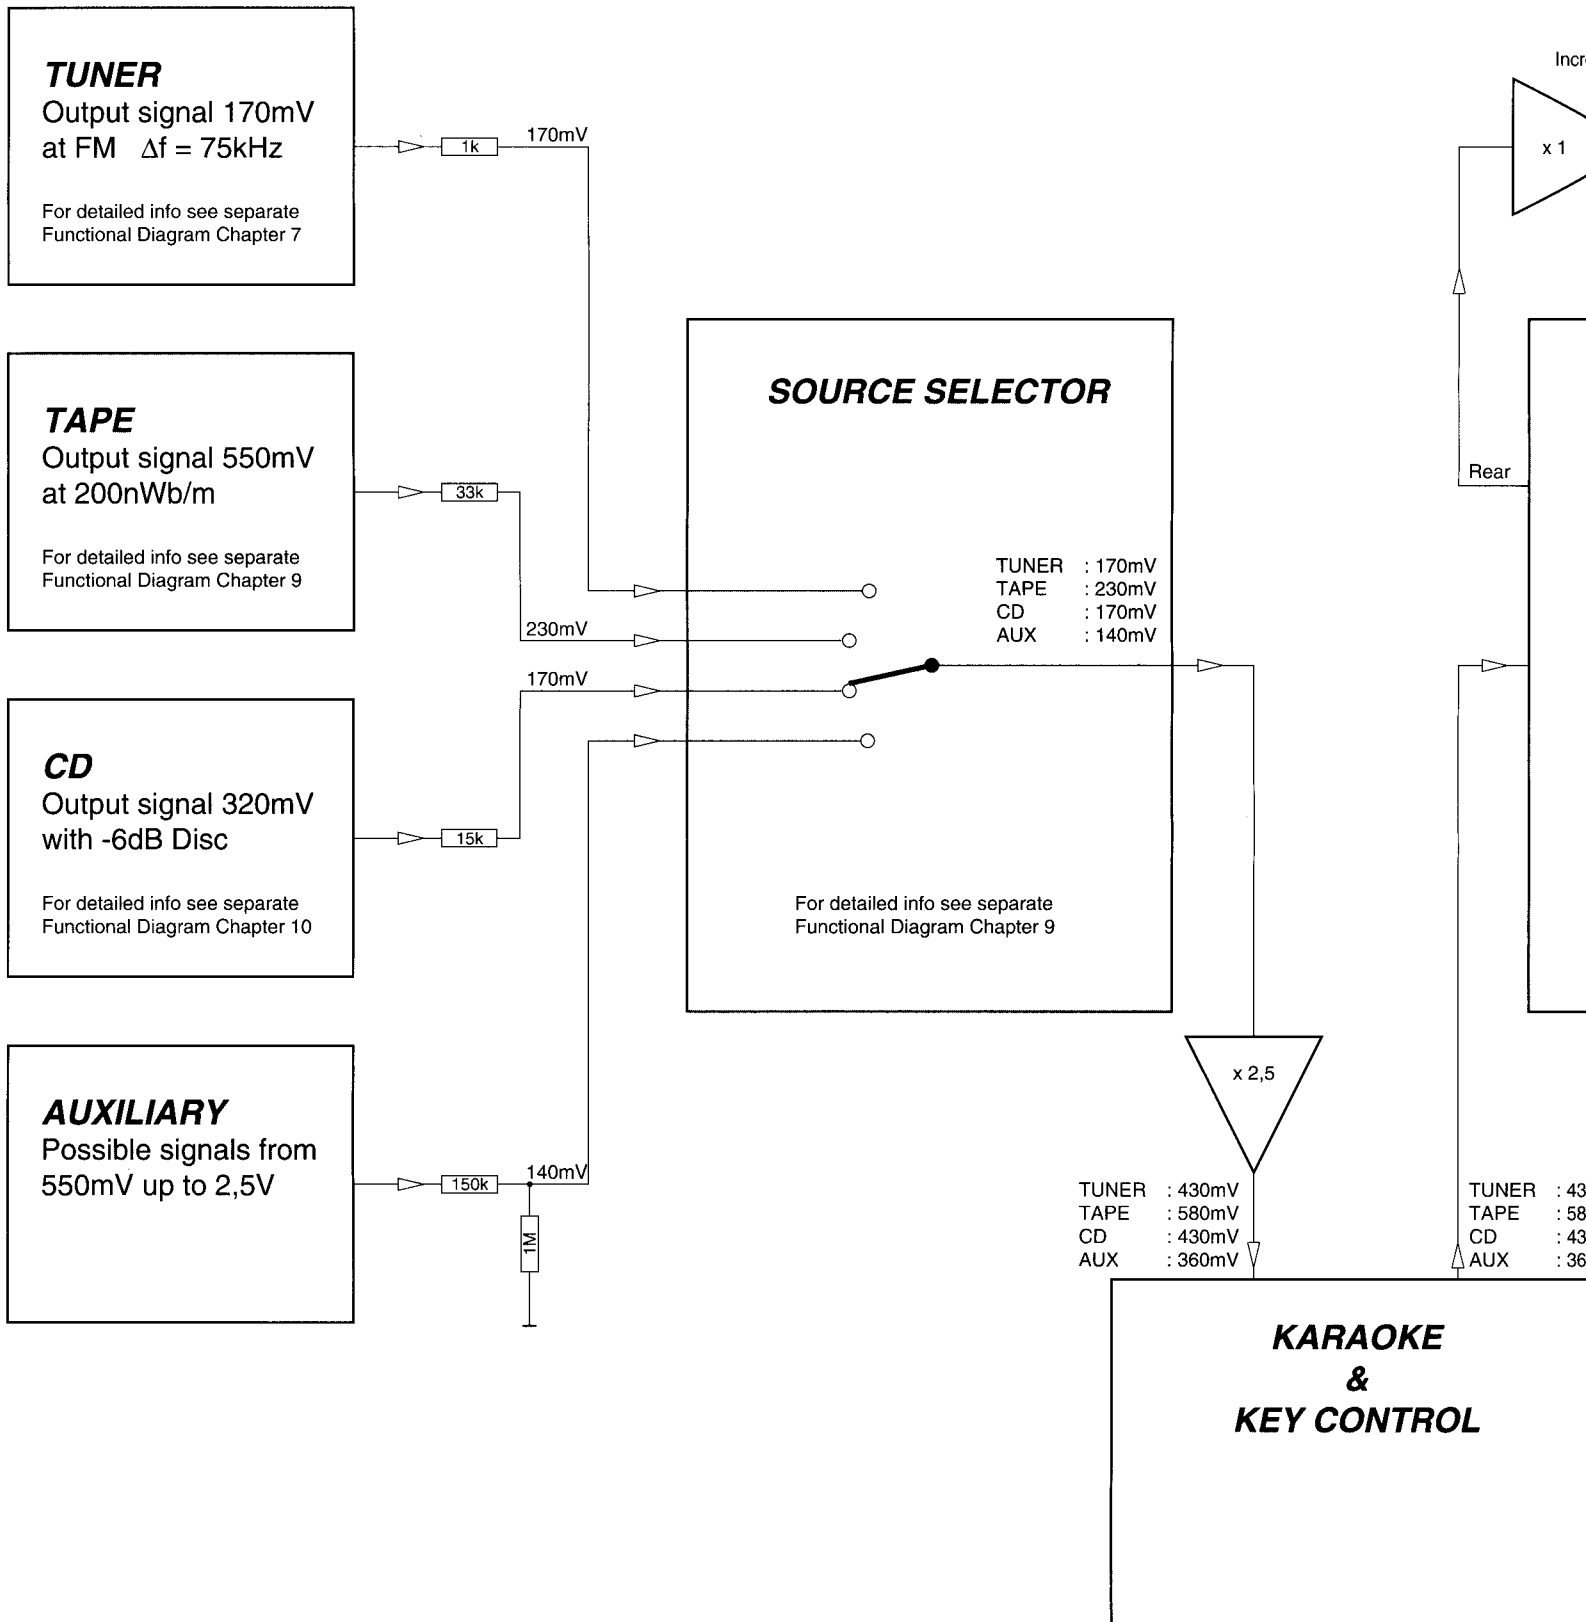 TUNER
Output signal 170mV
at FM Δf = 75kHz
For detailed info see separate
Functional Diagram Chapter 7
1k
170mV
x 1
TAPE
Output signal 550mV
at 200nWb/m
For detailed info see separate
Functional Diagram Chapter 9
33k
230mV
CD
Output signal 320mV
with -6dB Disc
For detailed info see separate
Functional Diagram Chapter 10
15k
170mV
AUXILIARY
Possible signals from
550mV up to 2,5V
150k
140mV
1M
SOURCE SELECTOR
TUNER : 170mV
TAPE : 230mV
CD : 170mV
AUX : 140mV
For detailed info see separate
Functional Diagram Chapter 9
Rear
x 2,5
TUNER : 430mV
TAPE : 580mV
CD : 430mV
AUX : 360mV
TUNER : 43
TAPE : 58
CD : 43
AUX : 36
KARAOKE
&
KEY CONTROL